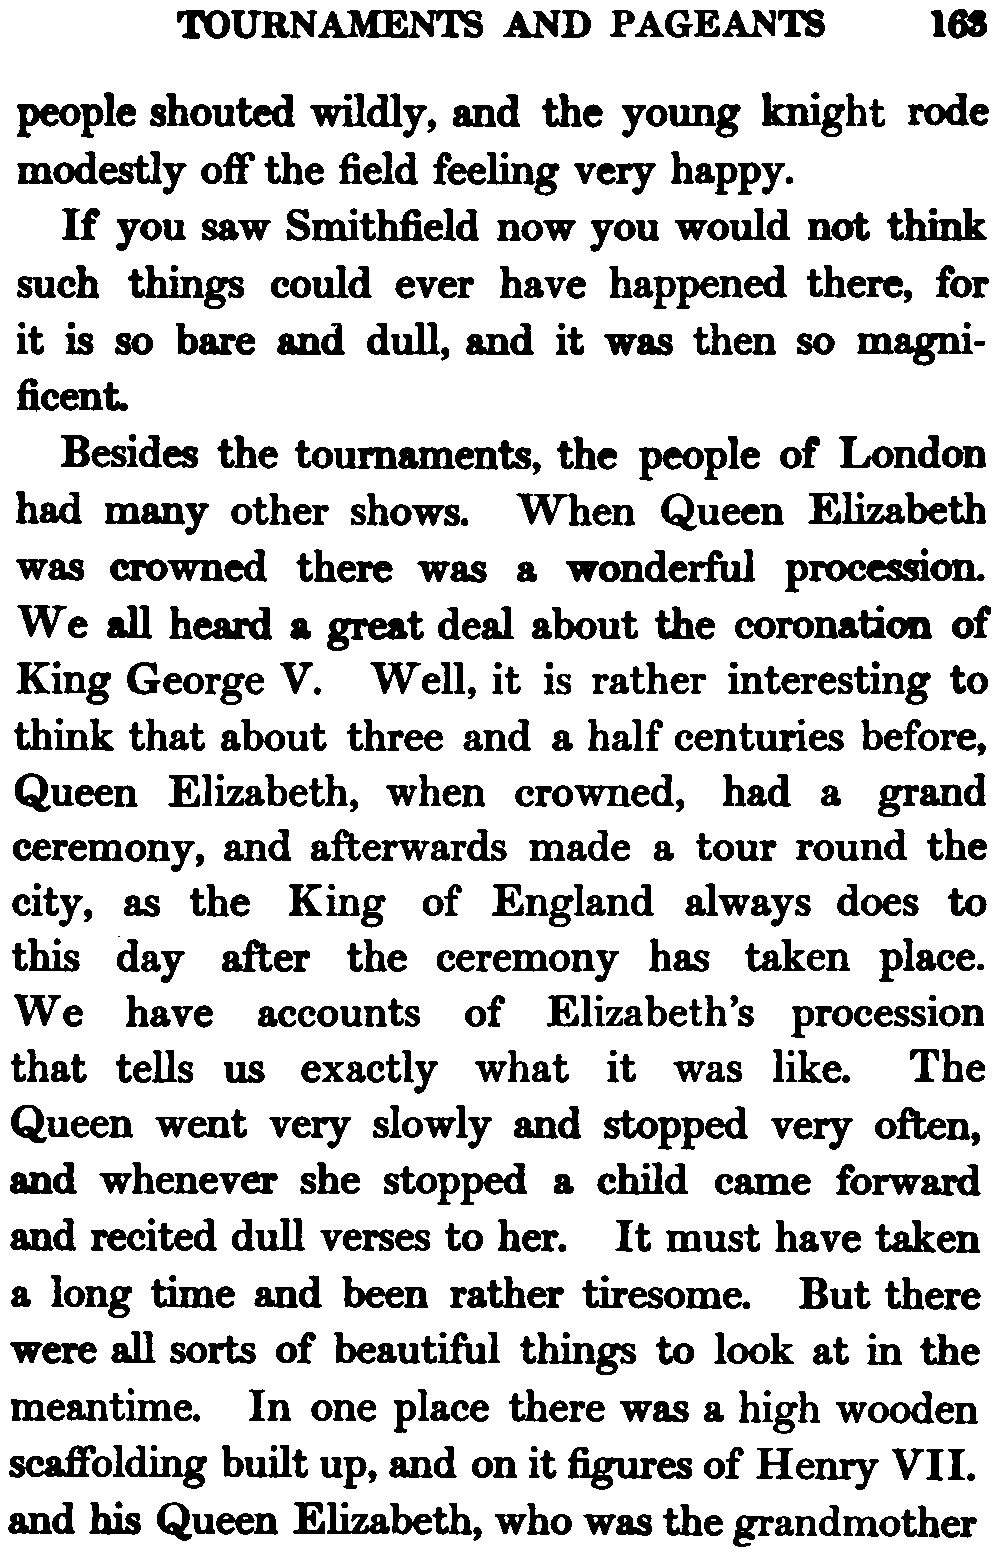 TOURNAMENTS AND PAGEANTS 163
people shouted wildly, and the young knight rode
modestly off the field feeling very happy.
If you saw Smithfield now you would not think
such things could ever have happened there, for
it is so bare and dull, and it was then so magni-
ficent.
Besides the tournaments, the people of London
had many other shows. When Queen Elizabeth
was crowned there was a wonderful procession.
We all heard a great deal about the coronation of
King George V. Well, it is rather interesting to
think that about three and a half centuries before,
Queen Elizabeth, when crowned, had a grand
ceremony, and afterwards made a tour round the
city, as the King of England always does to
this day after the ceremony has taken place.
We have accounts of Elizabeth's procession
that tells us exactly what it was like. The
Queen went very slowly and stopped very often,
and whenever she stopped a child came forward
and recited dull verses to her. It must have taken
a long time and been rather tiresome. But there
were all sorts of beautiful things to look at in the
meantime. In one place there was a high wooden
scaffolding built up, and on it figures of Henry VII.
and his Queen Elizabeth, who was the grandmother